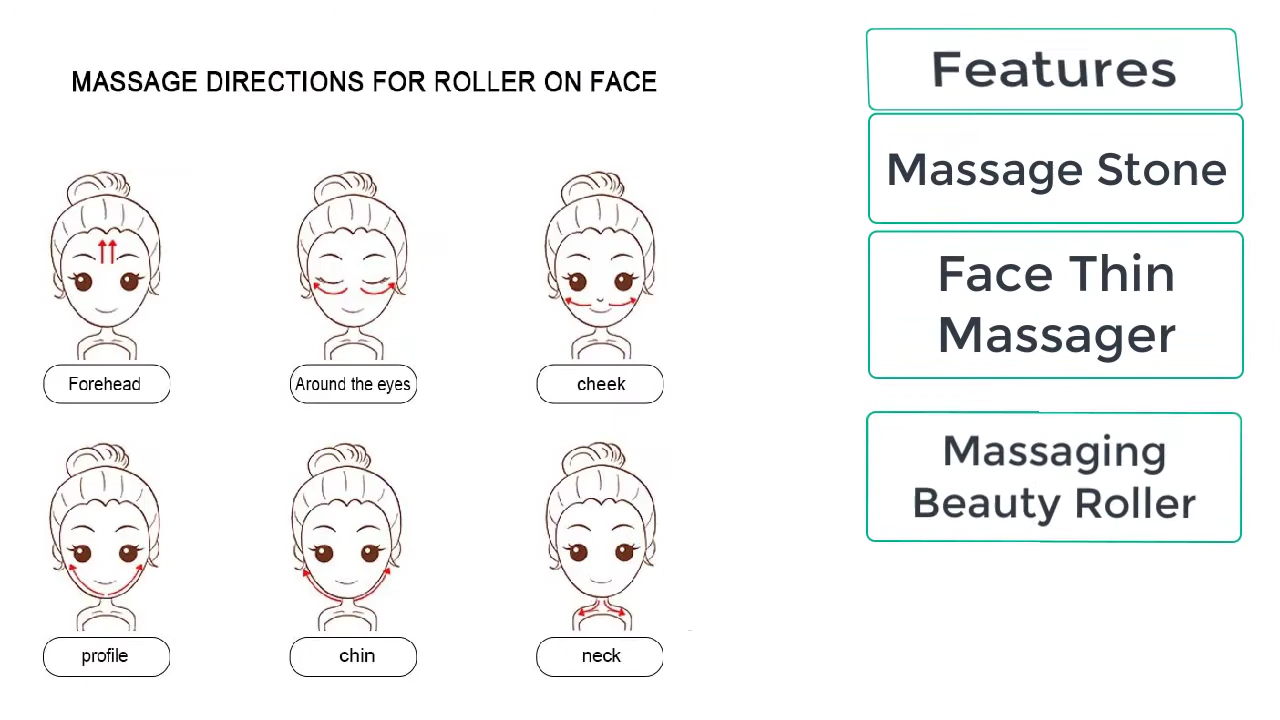 MASSAGE DIRECTIONS FOR ROLLER ON FACE
Forehead
Around the eyes
cheek
profile
chin
neck
Features
Massage Stone
Face Thin
Massager
Massaging
Beauty Roller